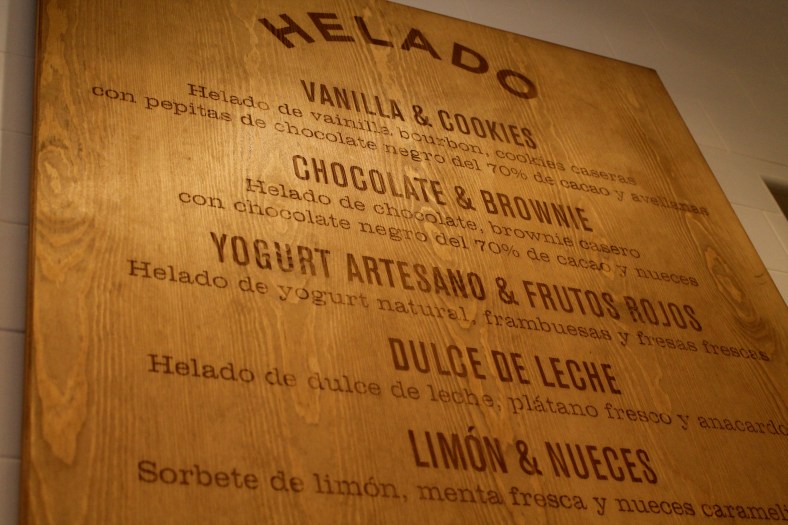 HELADO
VANILLA & COOKIES
Helado de vainilla bourbon, cookies caseras
con pepitas de chocolate negro del 70% de cacao y avellanas
CHOCOLATE & BROWNIE
Helado de chocolate, brownie casero
con chocolate negro del 70% de cacao y nueces
YOGURT ARTESANO & FRUTOS ROJOS
Helado de yogurt natural, frambuesas y fresas frescas
DULCE DE LECHE
Helado de dulce de leche, plátano fresco y anacardo
LIMÓN & NUECES
Sorbete de limón, menta fresca y nueces carameli